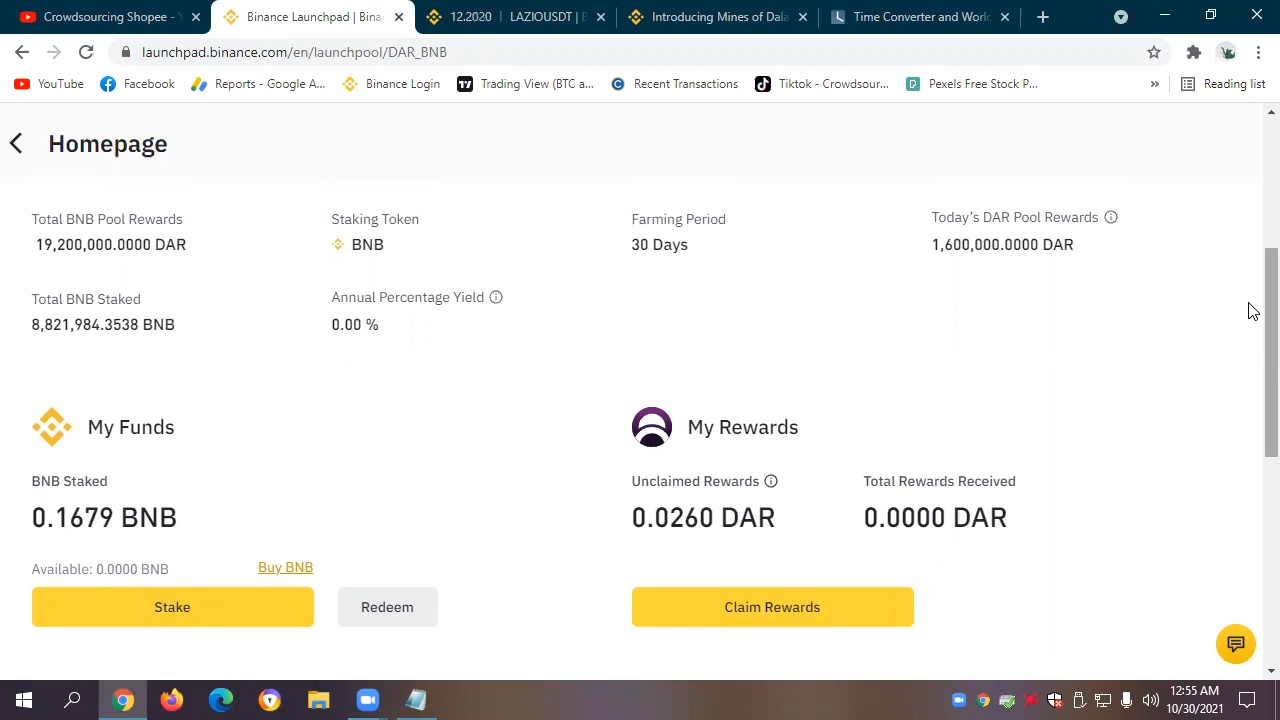 Crowdsourcing Shopee -
Binance Launchpad | Bina
12.2020 | LAZIOUSDT | B
Introducing Mines of Dala
Time Converter and World
launchpad.binance.com/en/launchpool/DAR_BNB
YouTube
Facebook
Reports - Google A...
Binance Login
Trading View (BTC a...
Recent Transactions
Tiktok - Crowdsour...
Pexels Free Stock P...
»
Reading list
Homepage
Total BNB Pool Rewards
19,200,000.0000 DAR
Staking Token
BNB
Farming Period
30 Days
Today's DAR Pool Rewards
1,600,000.0000 DAR
Total BNB Staked
8,821,984.3538 BNB
Annual Percentage Yield
0.00 %
My Funds
BNB Staked
0.1679 BNB
Available: 0.0000 BNB
Buy BNB
Stake
Redeem
My Rewards
Unclaimed Rewards
0.0260 DAR
Total Rewards Received
0.0000 DAR
Claim Rewards
12:55 AM
10/30/2021